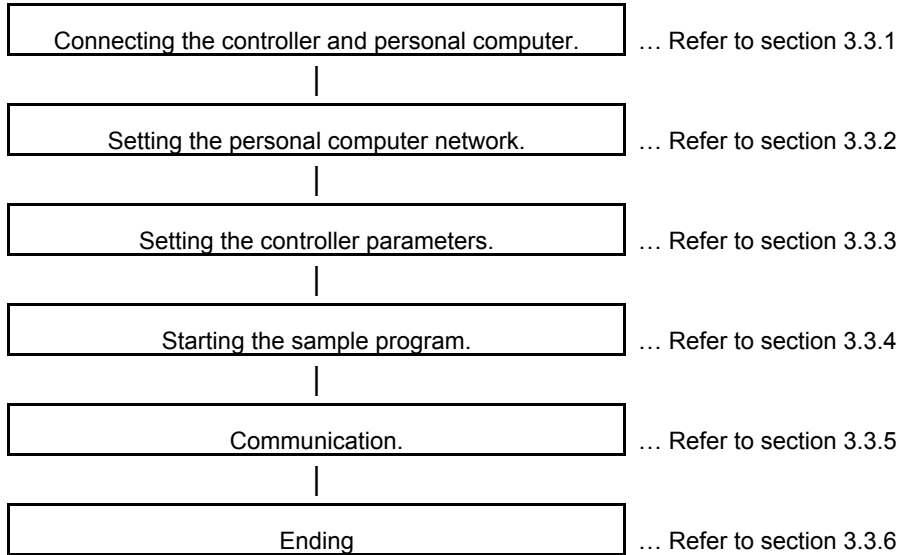 Connecting the controller and personal computer. … Refer to section 3.3.1
Setting the personal computer network. … Refer to section 3.3.2
Setting the controller parameters. … Refer to section 3.3.3
Starting the sample program. … Refer to section 3.3.4
Communication. … Refer to section 3.3.5
Ending … Refer to section 3.3.6